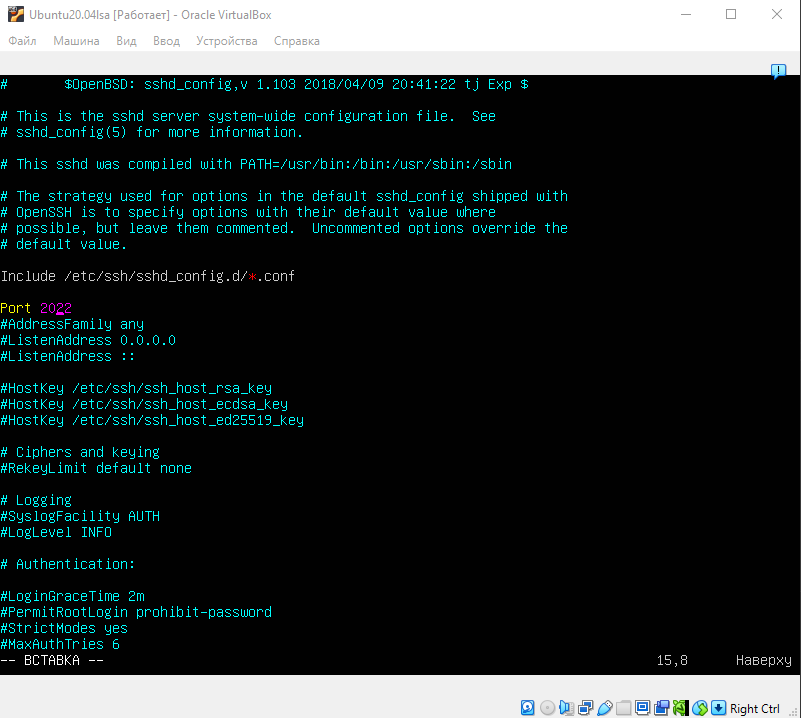 Ubuntu20.04lsa [Работает] - Oracle VirtualBox
Файл Машина Вид Ввод Устройства Справка
#       $OpenBSD: sshd_config,v 1.103 2018/04/09 20:41:22 tj Exp $
# This is the sshd server system-wide configuration file.  See
# sshd_config(5) for more information.
# This sshd was compiled with PATH=/usr/bin:/bin:/usr/sbin:/sbin
# The strategy used for options in the default sshd_config shipped with
# OpenSSH is to specify options with their default value where
# possible, but leave them commented.  Uncommented options override the
# default value.
Include /etc/ssh/sshd_config.d/*.conf
Port 2022
#AddressFamily any
#ListenAddress 0.0.0.0
#ListenAddress ::
#HostKey /etc/ssh/ssh_host_rsa_key
#HostKey /etc/ssh/ssh_host_ecdsa_key
#HostKey /etc/ssh/ssh_host_ed25519_key
# Ciphers and keying
#RekeyLimit default none
# Logging
#SyslogFacility AUTH
#LogLevel INFO
# Authentication:
#LoginGraceTime 2m
#PermitRootLogin prohibit-password
#StrictModes yes
#MaxAuthTries 6
-- ВСТАВКА -- 15,8 Наверху
Right Ctrl